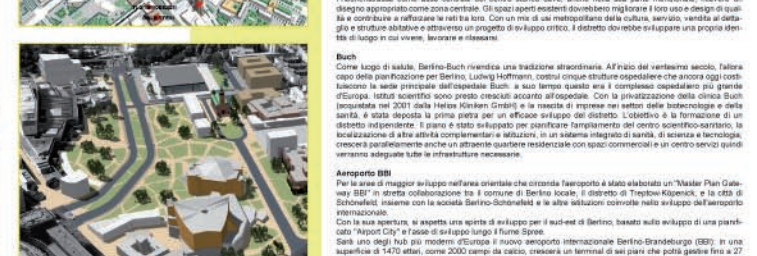 disegno appropriato come zona centrale. Gli spazi aperti esistenti dovrebbero migliorare il loro uso e design di qua-
lità e contribuire a rafforzare le reti tra loro. Con un mix di usi metropolitano della cultura, servizio, vendita al detta-
glio e strutture abitative e attraverso un progetto di sviluppo critico, il distretto dovrebbe sviluppare una propria iden-
tità di luogo in cui vivere, lavorare e rilassarsi.
Buch
Come luogo di salute, Berlino-Buch rivendica una tradizione straordinaria. All'inizio del ventesimo secolo, l'allora
capo della pianificazione per Berlino, Ludwig Hoffmann, costruì cinque strutture ospedaliere che ancora oggi costi-
tuiscono la sede principale dell'ospedale Buch: a suo tempo questo era il complesso ospedaliero più grande
d'Europa. Istituti scientifici sono presto cresciuti accanto all'ospedale. Con la privatizzazione della clinica Buch
(acquistata nel 2001 dalla Helios Kliniken GmbH) e la nascita di imprese nei settori delle biotecnologie e della
sanità, è stata deposta la prima pietra per un efficace sviluppo del distretto. L'obiettivo è la formazione di un
distretto indipendente. Il piano è stato sviluppato per pianificare l'ampliamento del centro scientifico-sanitario, la
localizzazione di altre attività complementari e istituzioni, in un sistema integrato di sanità, di scienza e tecnologia;
crescerà parallelamente anche un attraente quartiere residenziale con spazi commerciali e un centro servizi quindi
verranno adeguate tutte le infrastrutture necessarie.
Aeroporto BBI
Per le aree di maggior sviluppo nell'area orientale che circonda l'aeroporto è stato elaborato un "Master Plan Gate-
way BBI" in stretta collaborazione tra il comune di Berlino locale, il distretto di Treptow-Köpenick, e la città di
Schönefeld, insieme con la società Berlino-Schönefeld e le altre istituzioni coinvolte nello sviluppo dell'aeroporto
internazionale.
Con la sua apertura, si aspetta una spinta di sviluppo per il sud-est di Berlino, basato sullo sviluppo di una pianifi-
cato "Airport City" e l'asse di sviluppo lungo il fiume Spree.
Sarà uno degli hub più moderni d'Europa il nuovo aeroporto internazionale Berlino-Brandeburgo (BBI): in una
superficie di 1470 ettari, come 2000 campi da calcio, crescerà un terminal di sei piani che potrà gestire fino a 27